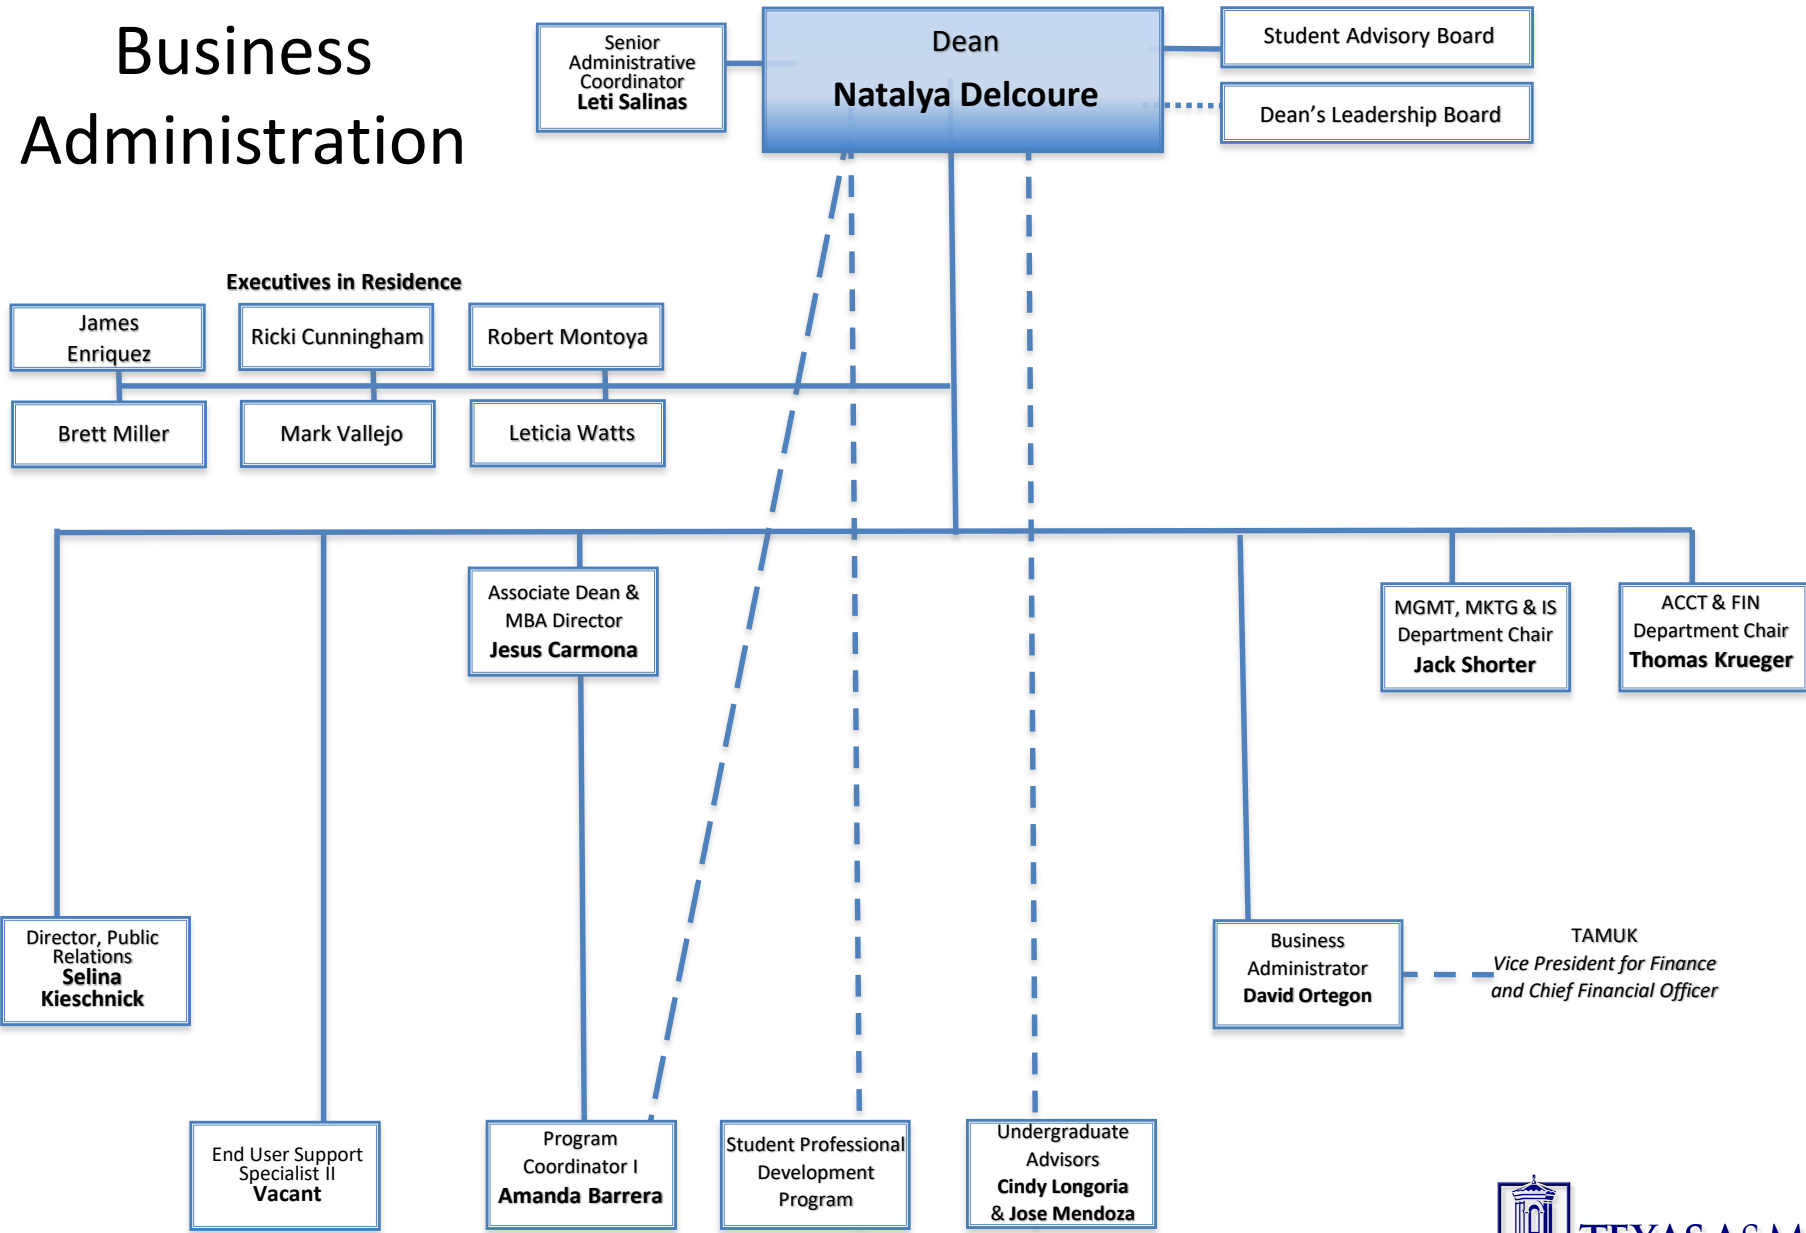 Business
Administration
Senior
Administrative
Coordinator
Leti Salinas
Dean
Natalya Delcoure
Student Advisory Board
Dean’s Leadership Board
Executives in Residence
James
Enriquez
Ricki Cunningham
Robert Montoya
Brett Miller
Mark Vallejo
Leticia Watts
Associate Dean &
MBA Director
Jesus Carmona
MGMT, MKTG & IS
Department Chair
Jack Shorter
ACCT & FIN
Department Chair
Thomas Krueger
Director, Public
Relations
Selina
Kieschnick
Business
Administrator
David Ortegon
TAMUK
Vice President for Finance
and Chief Financial Officer
End User Support
Specialist II
Vacant
Program
Coordinator I
Amanda Barrera
Student Professional
Development
Program
Undergraduate
Advisors
Cindy Longoria
& Jose Mendoza
TEXAS A&M